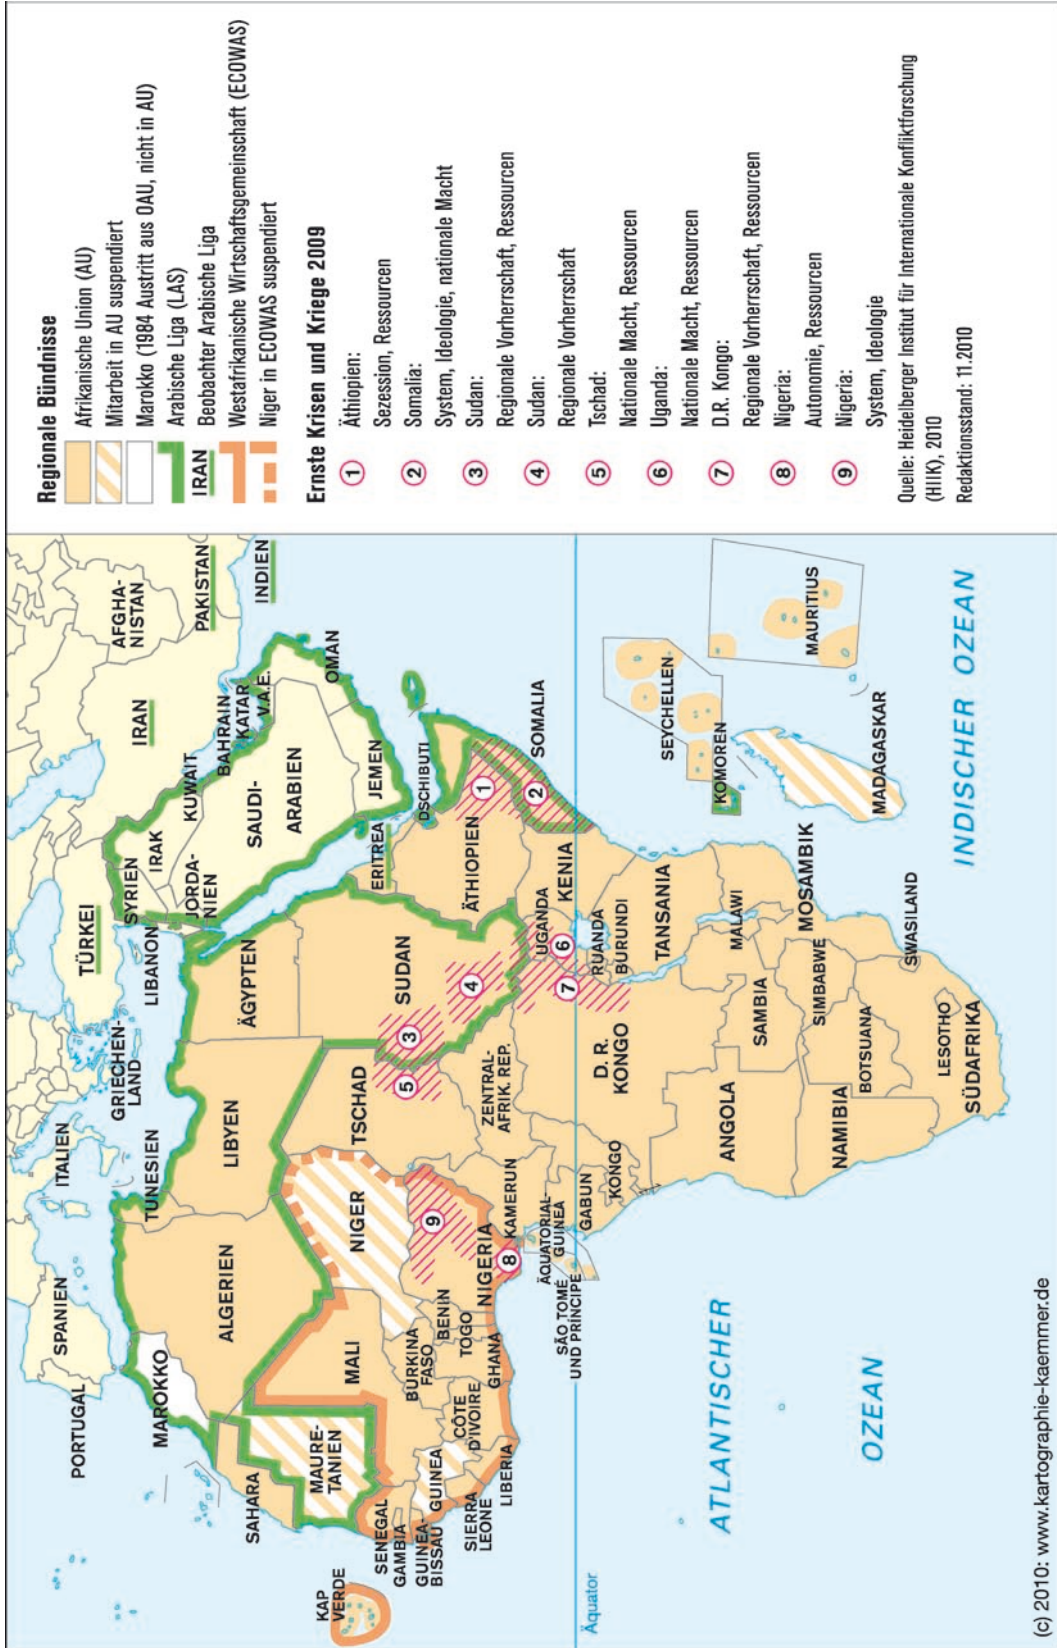 SPANIEN
PORTUGAL
ITALIEN
GRIECHEN-
LAND
TÜRKEI
SYRIEN
LIBANON
IRAK
JORDA-
NIEN
KUWAIT
IRAN
AFGHA-
NISTAN
PAKISTAN
INDIEN
BAHRAIN
KATAR
V.A.E.
OMAN
SAUDI-
ARABIEN
JEMEN
MAROKKO
TUNESIEN
ALGERIEN
LIBYEN
ÄGYPTEN
SAHARA
MAURE-
TANIEN
MALI
NIGER
TSCHAD
SUDAN
ERITREA
DSCHIBUTI
ÄTHIOPIEN
SOMALIA
KAP
VERDE
SENEGAL
GAMBIA
GUINEA-
BISSAU
GUINEA
SIERRA
LEONE
LIBERIA
CÔTE
D'IVOIRE
BURKINA
FASO
GHANA
TOGO
BENIN
NIGERIA
KAMERUN
ZENTRAL-
AFRIK. REP.
ÄQUATORIAL-
GUINEA
SÃO TOMÉ
UND PRÍNCIPE
GABUN
KONGO
D. R.
KONGO
UGANDA
KENIA
RUANDA
BURUNDI
TANSANIA
ANGOLA
SAMBIA
MALAWI
MOSAMBIK
SIMBABWE
NAMIBIA
BOTSUANA
SWASILAND
LESOTHO
SÜDAFRIKA
MADAGASKAR
KOMOREN
SEYCHELLEN
MAURITIUS
1
2
3
4
5
6
7
8
9
Äquator
ATLANTISCHER
OZEAN
INDISCHER OZEAN
(c) 2010: www.kartographie-kaemmer.de
Regionale Bündnisse
Afrikanische Union (AU)
Mitarbeit in AU suspendiert
Marokko (1984 Austritt aus OAU, nicht in AU)
Arabische Liga (LAS)
IRAN Beobachter Arabische Liga
Westafrikanische Wirtschaftsgemeinschaft (ECOWAS)
Niger in ECOWAS suspendiert
Ernste Krisen und Kriege 2009
1 Äthiopien:
Sezession, Ressourcen
2 Somalia:
System, Ideologie, nationale Macht
3 Sudan:
Regionale Vorherrschaft, Ressourcen
4 Sudan:
Regionale Vorherrschaft
5 Tschad:
Nationale Macht, Ressourcen
6 Uganda:
Nationale Macht, Ressourcen
7 D.R. Kongo:
Regionale Vorherrschaft, Ressourcen
8 Nigeria:
Autonomie, Ressourcen
9 Nigeria:
System, Ideologie
Quelle: Heidelberger Institut für Internationale Konfliktforschung
(HIIK), 2010
Redaktionsstand: 11.2010